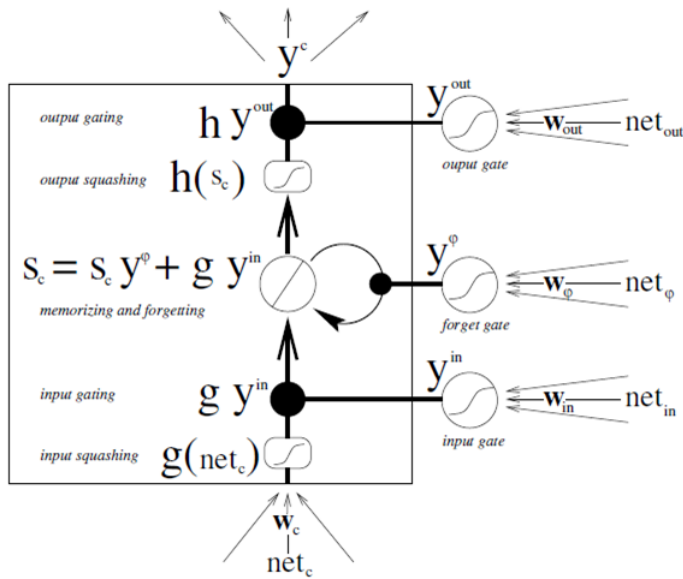 y^c
output gating
h y^out
y^out
w_out
net_out
ouput gate
output squashing
h(s_c)
s_c = s_c y^φ + g y^in
memorizing and forgetting
y^φ
w_φ
net_φ
forget gate
input gating
g y^in
y^in
w_in
net_in
input gate
input squashing
g(net_c)
w_c
net_c